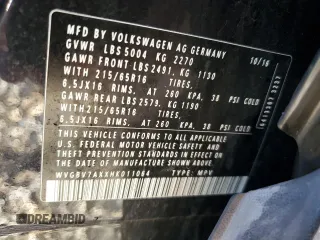 MFD BY VOLKSWAGEN AG GERMANY
10/16
GVWR LBS 5004 KG 2270
GAWR FRONT LBS 2491, KG 1130
WITH 215/65R16
6,5JX16 RIMS, AT 260 KPA, 38 PSI COLD
GAWR REAR LBS 2579, KG 1190
WITH 215/65R16
6,5JX16 RIMS, AT 260 KPA, 38 PSI COLD
THIS VEHICLE CONFORMS TO ALL APPLICABLE
U.S. FEDERAL MOTOR VEHICLE SAFETY AND
THEFT PREVENTION STANDARDS IN EFFECT ON THE
DATE OF MANUFACTURE SHOWN ABOVE
WVGBV7AXXHK011064 TYPE: MPV
DREAMBID